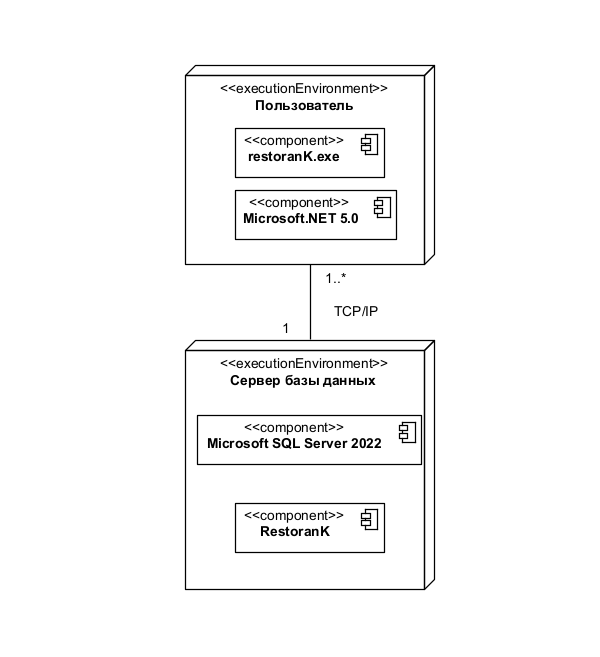 <<executionEnvironment>>
Пользователь
<<component>>
restoranK.exe
<<component>>
Microsoft.NET 5.0
1..*
TCP/IP
1
<<executionEnvironment>>
Сервер базы данных
<<component>>
Microsoft SQL Server 2022
<<component>>
RestoranK